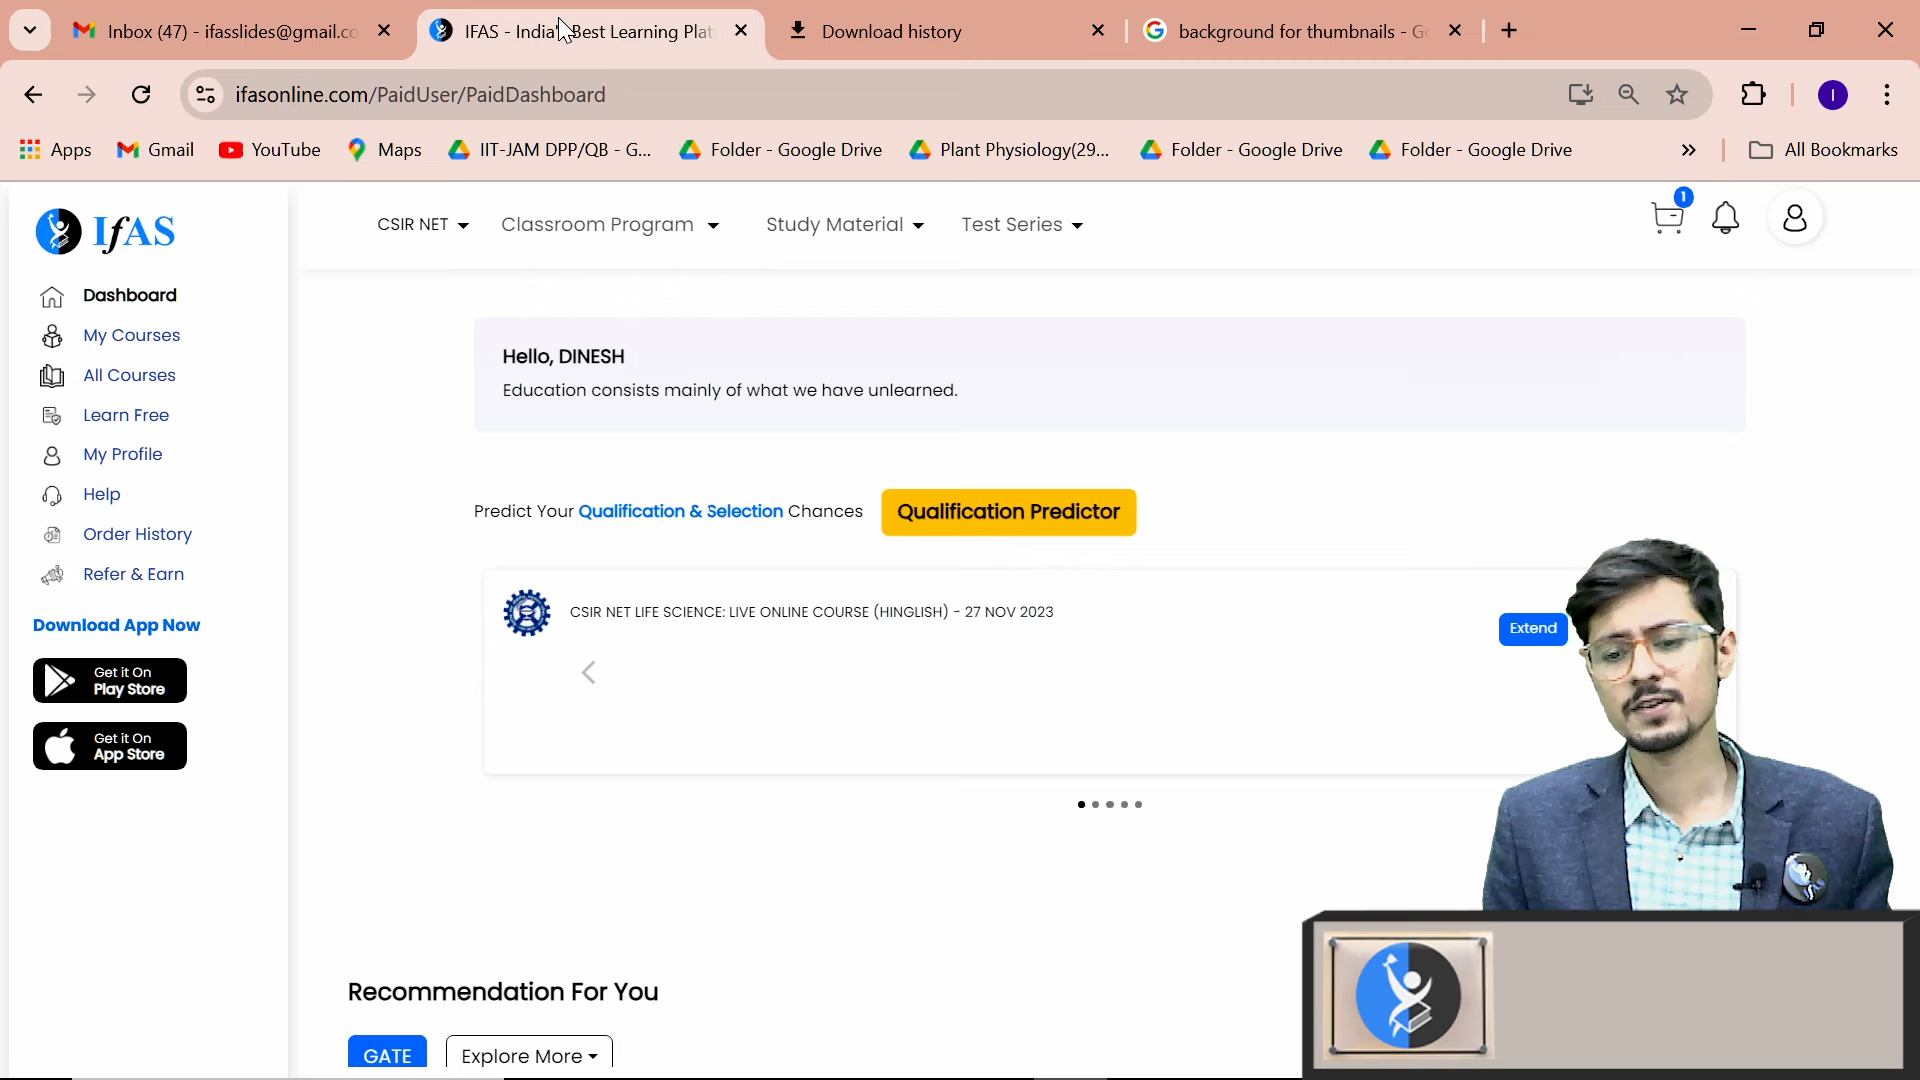 Inbox (47) - ifasslides@gmail.co
IFAS - India' Best Learning Plat
Download history
background for thumbnails - Go
ifasonline.com/PaidUser/PaidDashboard
I
Apps
Gmail
YouTube
Maps
IIT-JAM DPP/QB - G...
Folder - Google Drive
Plant Physiology(29...
Folder - Google Drive
Folder - Google Drive
All Bookmarks
IfAS
CSIR NET
Classroom Program
Study Material
Test Series
1
Dashboard
My Courses
All Courses
Learn Free
My Profile
Help
Order History
Refer & Earn
Download App Now
Get it On
Play Store
Get it On
App Store
Hello, DINESH
Education consists mainly of what we have unlearned.
Predict Your Qualification & Selection Chances
Qualification Predictor
CSIR NET LIFE SCIENCE: LIVE ONLINE COURSE (HINGLISH) - 27 NOV 2023
Extend
Recommendation For You
GATE
Explore More